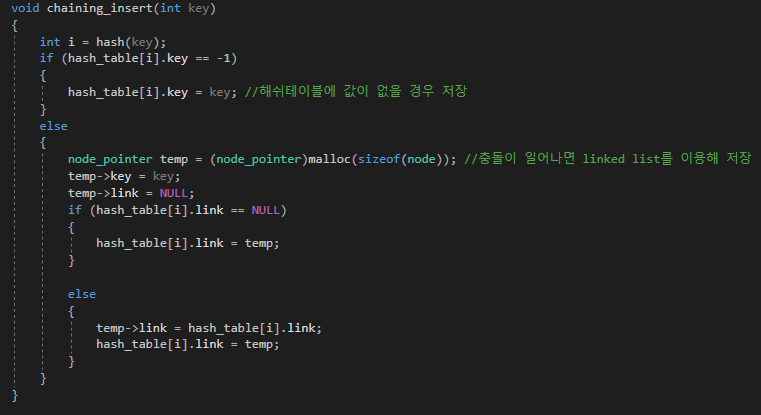 void chaining_insert(int key)
{
    int i = hash(key);
    if (hash_table[i].key == -1)
    {
        hash_table[i].key = key; //해쉬테이블에 값이 없을 경우 저장
    }
    else
    {
        node_pointer temp = (node_pointer)malloc(sizeof(node)); //충돌이 일어나면 linked list를 이용해 저장
        temp->key = key;
        temp->link = NULL;
        if (hash_table[i].link == NULL)
        {
            hash_table[i].link = temp;
        }

        else
        {
            temp->link = hash_table[i].link;
            hash_table[i].link = temp;
        }
    }
}